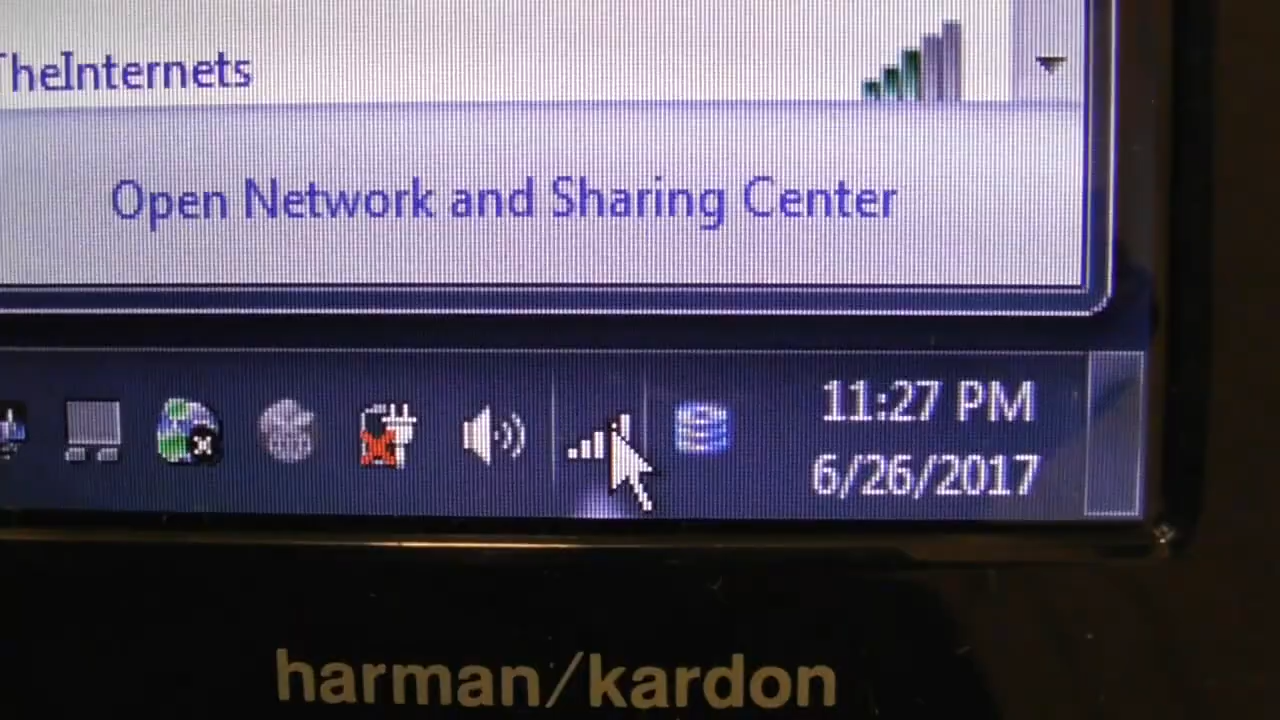 TheInternets
Open Network and Sharing Center
11:27 PM
6/26/2017
harman/kardon